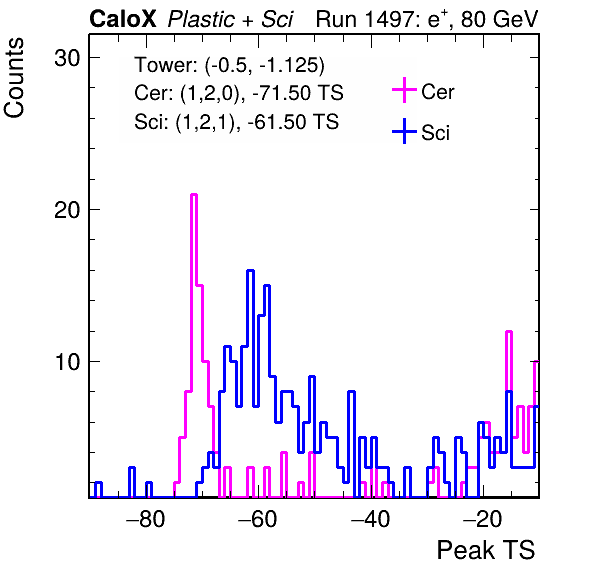 CaloX Plastic + Sci Run 1497: e+, 80 GeV
Counts
30
Tower: (-0.5, -1.125)
Cer: (1,2,0), -71.50 TS
Sci: (1,2,1), -61.50 TS
Cer
Sci
20
10
−80 −60 −40 −20
Peak TS